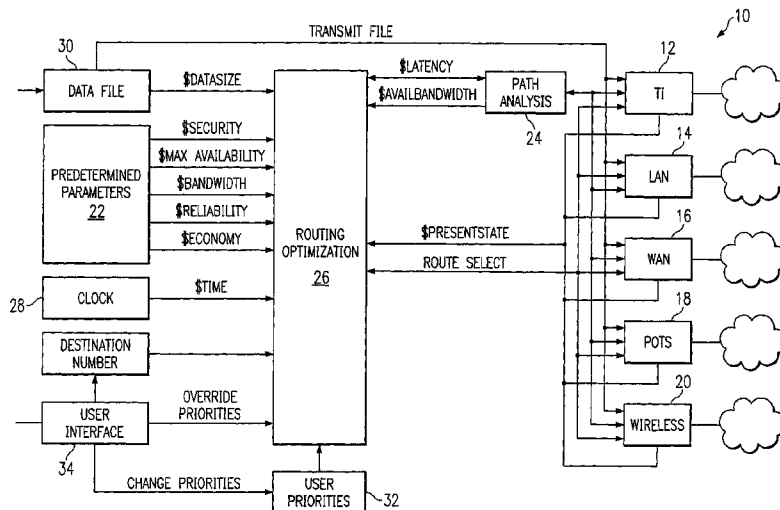 TRANSMIT FILE
10
30
DATA FILE
$DATASIZE
$LATENCY
$AVAILBANDWIDTH
PATH
ANALYSIS
24
12
TI
$SECURITY
$MAX AVAILABILITY
$BANDWIDTH
$RELIABILITY
$ECONOMY
PREDETERMINED
PARAMETERS
22
14
LAN
ROUTING
OPTIMIZATION
26
$PRESENTSTATE
ROUTE SELECT
16
WAN
28
CLOCK
$TIME
18
POTS
DESTINATION
NUMBER
USER
INTERFACE
34
OVERRIDE
PRIORITIES
20
WIRELESS
CHANGE PRIORITIES
USER
PRIORITIES
32